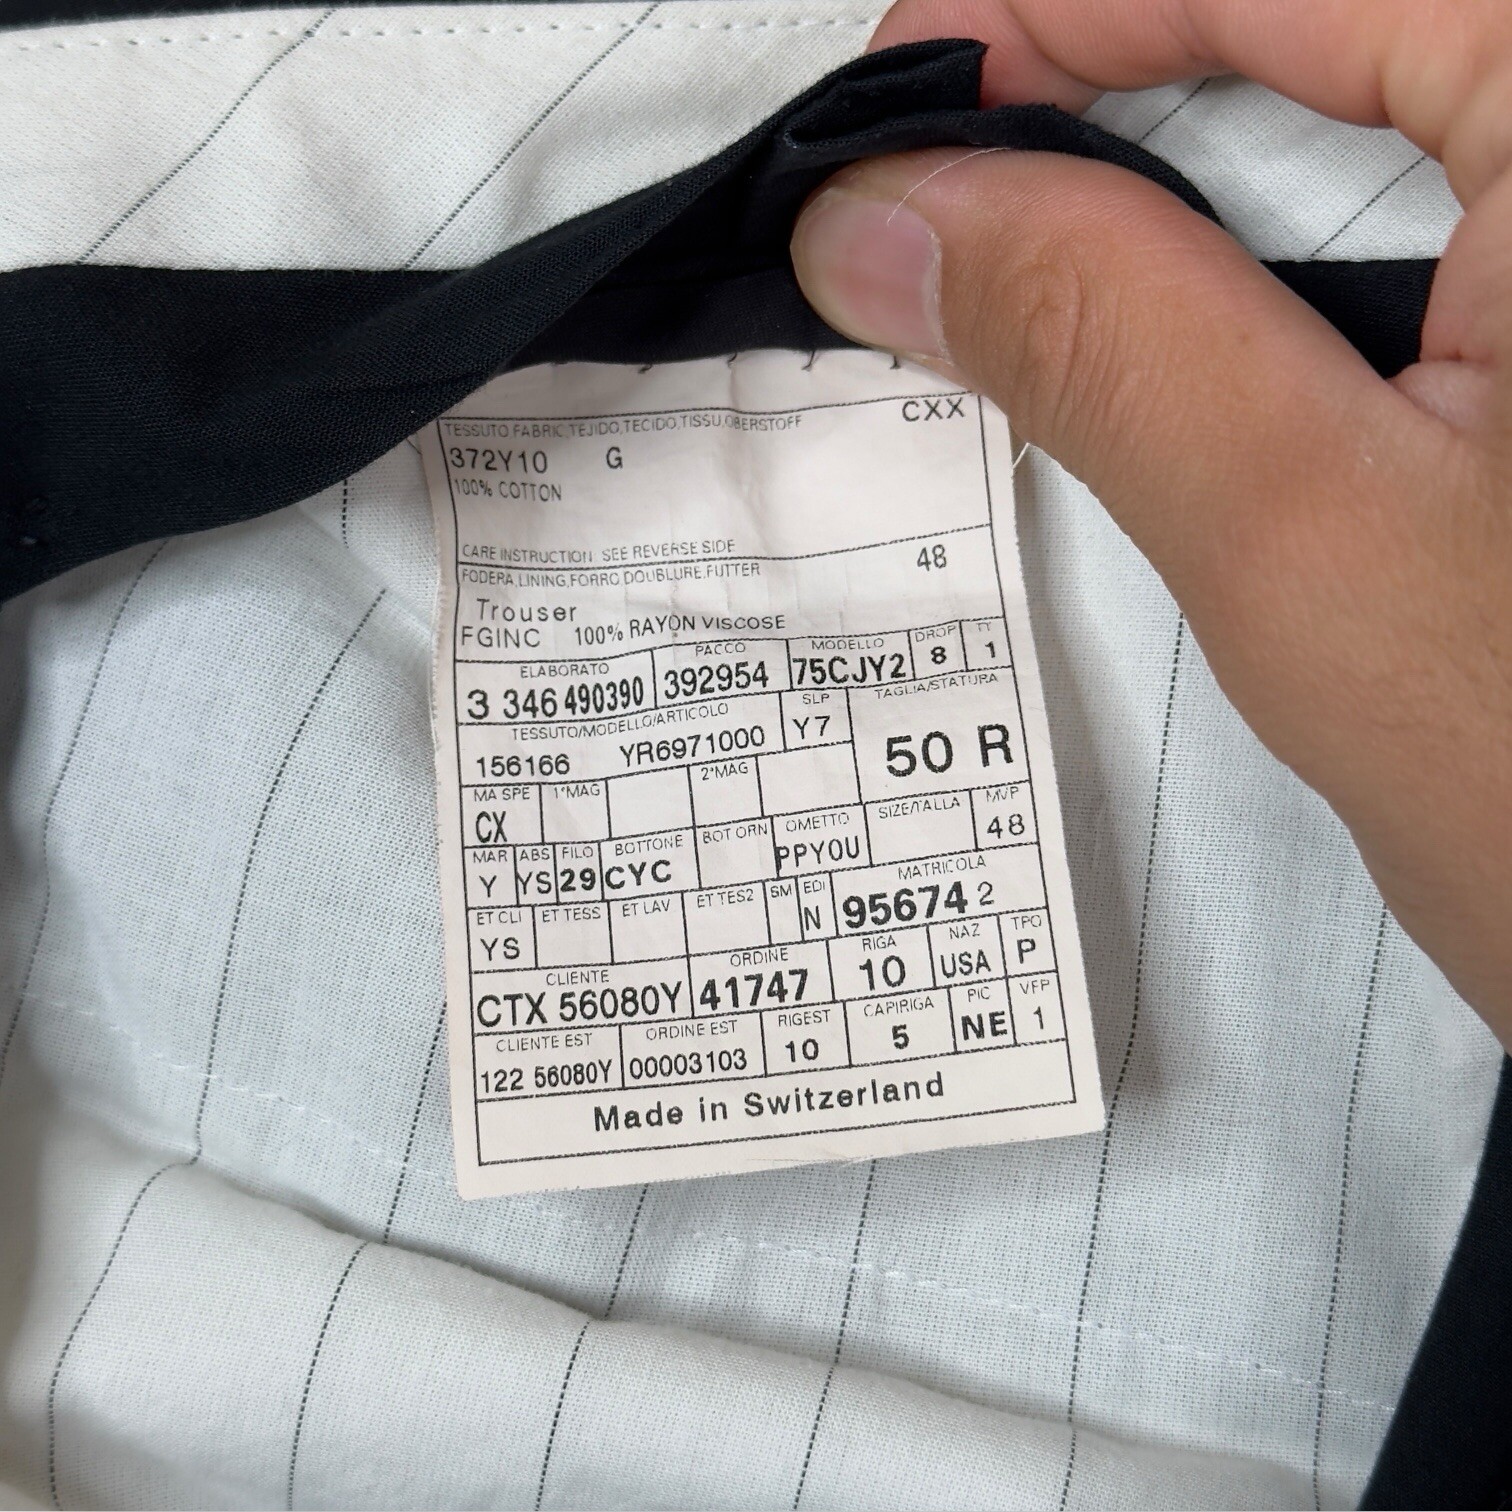 CXX
TESSUTO,FABRIC,TEJIDO,TECIDO,TISSU,OBERSTOFF
372Y10 G
100% COTTON
CARE INSTRUCTION SEE REVERSE SIDE
FODERA,LINING,FORRO,DOUBLURE,FUTTER 48
Trouser
FGINC 100% RAYON VISCOSE
ELABORATO PACCO MODELLO DROP TT
3 346490390 392954 75CJY2 8 1
TESSUTO/MODELLO/ARTICOLO SLP TAGLIA/STATURA
156166 YR6971000 Y7 50 R
MA SPE 1°MAG 2°MAG SIZE/TALLA MVP
CX 48
MAR ABS FILO BOTTONE BOT ORN OMETTO
Y YS 29 CYC PPYOU
ET CLI ET TESS ET LAV ET TES2 SM EDI MATRICOLA
YS N 95674 2
CLIENTE ORDINE RIGA NAZ TPO
CTX 56080Y 41747 10 USA P
CLIENTE EST ORDINE EST RIGEST CAPIRIGA PIC VFP
122 56080Y 00003103 10 5 NE 1
Made in Switzerland